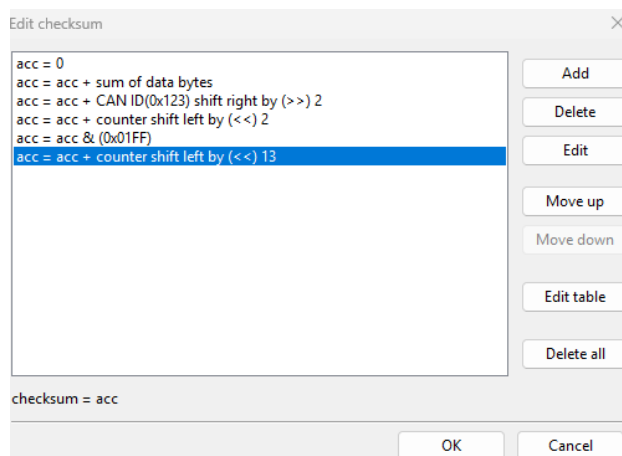 Edit checksum
acc = 0
acc = acc + sum of data bytes
acc = acc + CAN ID(0x123) shift right by (>>) 2
acc = acc + counter shift left by (<<) 2
acc = acc & (0x01FF)
acc = acc + counter shift left by (<<) 13
Add
Delete
Edit
Move up
Move down
Edit table
Delete all
checksum = acc
OK
Cancel